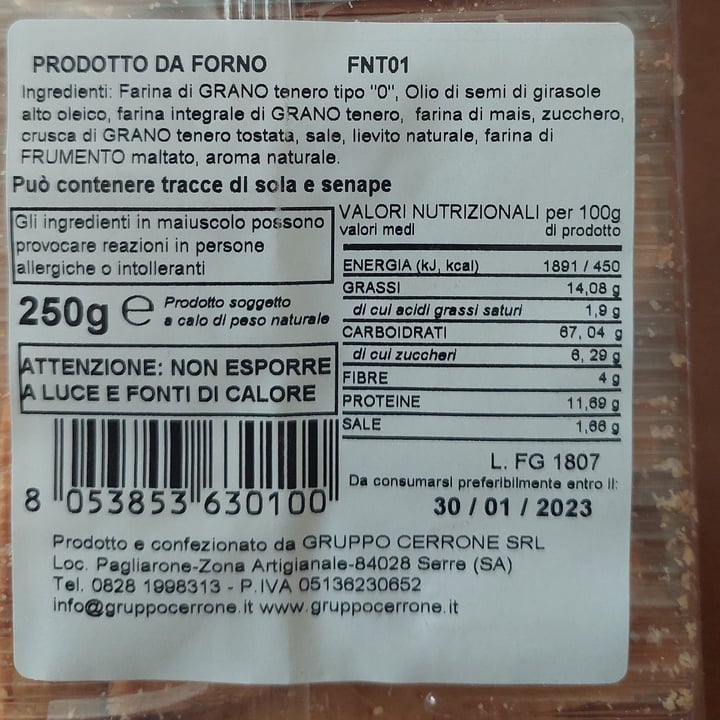 PRODOTTO DA FORNO FNT01
Ingredienti: Farina di GRANO tenero tipo "0", Olio di semi di girasole
alto oleico, farina integrale di GRANO tenero, farina di mais, zucchero,
crusca di GRANO tenero tostata, sale, lievito naturale, farina di
FRUMENTO maltato, aroma naturale.
Può contenere tracce di soia e senape
Gli ingredienti in maiuscolo possono
provocare reazioni in persone
allergiche o intolleranti
250g e Prodotto soggetto
a calo di peso naturale
ATTENZIONE: NON ESPORRE
A LUCE E FONTI DI CALORE
8 053853 630100
VALORI NUTRIZIONALI per 100g
valori medi di prodotto
ENERGIA (kJ, kcal) 1891 / 450
GRASSI 14,08 g
di cui acidi grassi saturi 1,9 g
CARBOIDRATI 67, 04 g
di cui zuccheri 6, 29 g
FIBRE 4 g
PROTEINE 11,69 g
SALE 1,66 g
L. FG 1807
Da consumarsi preferibilmente entro il:
30 / 01 / 2023
Prodotto e confezionato da GRUPPO CERRONE SRL
Loc. Pagliarone-Zona Artigianale-84028 Serre (SA)
Tel. 0828 1998313 - P.IVA 05136230652
info@gruppocerrone.it www.gruppocerrone.it